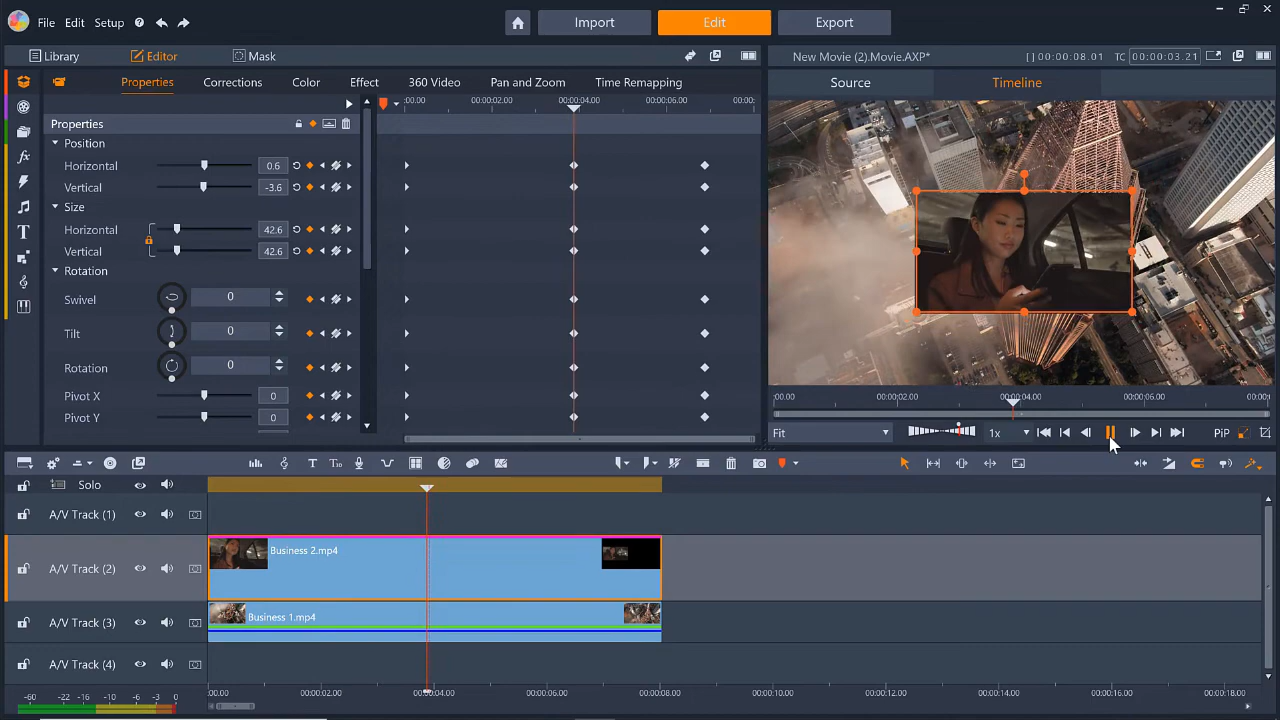 File Edit Setup Import Edit Export
Library Editor Mask New Movie (2).Movie.AXP* [] 00:00:08.01 TC 00:00:03.21
Properties Corrections Color Effect 360 Video Pan and Zoom Time Remapping Source Timeline
:00.00 00:00:02.00 00:00:04.00 00:00:06.00 00:00:
Properties
Position
Horizontal 0.6
Vertical -3.6
Size
Horizontal 42.6
Vertical 42.6
Rotation
Swivel 0
Tilt 0
Rotation 0
Pivot X 0
Pivot Y 0
:00.00 00:00:02.00 00:00:04.00 00:00:06.00 00:00:
Fit 1x PiP
Solo
A/V Track (1)
A/V Track (2) Business 2.mp4
A/V Track (3) Business 1.mp4
A/V Track (4)
-60 -22 -16 -10 -6 -3 0 :00.00 00:00:02.00 00:00:04.00 00:00:06.00 00:00:08.00 00:00:10.00 00:00:12.00 00:00:14.00 00:00:16.00 00:00:18.00